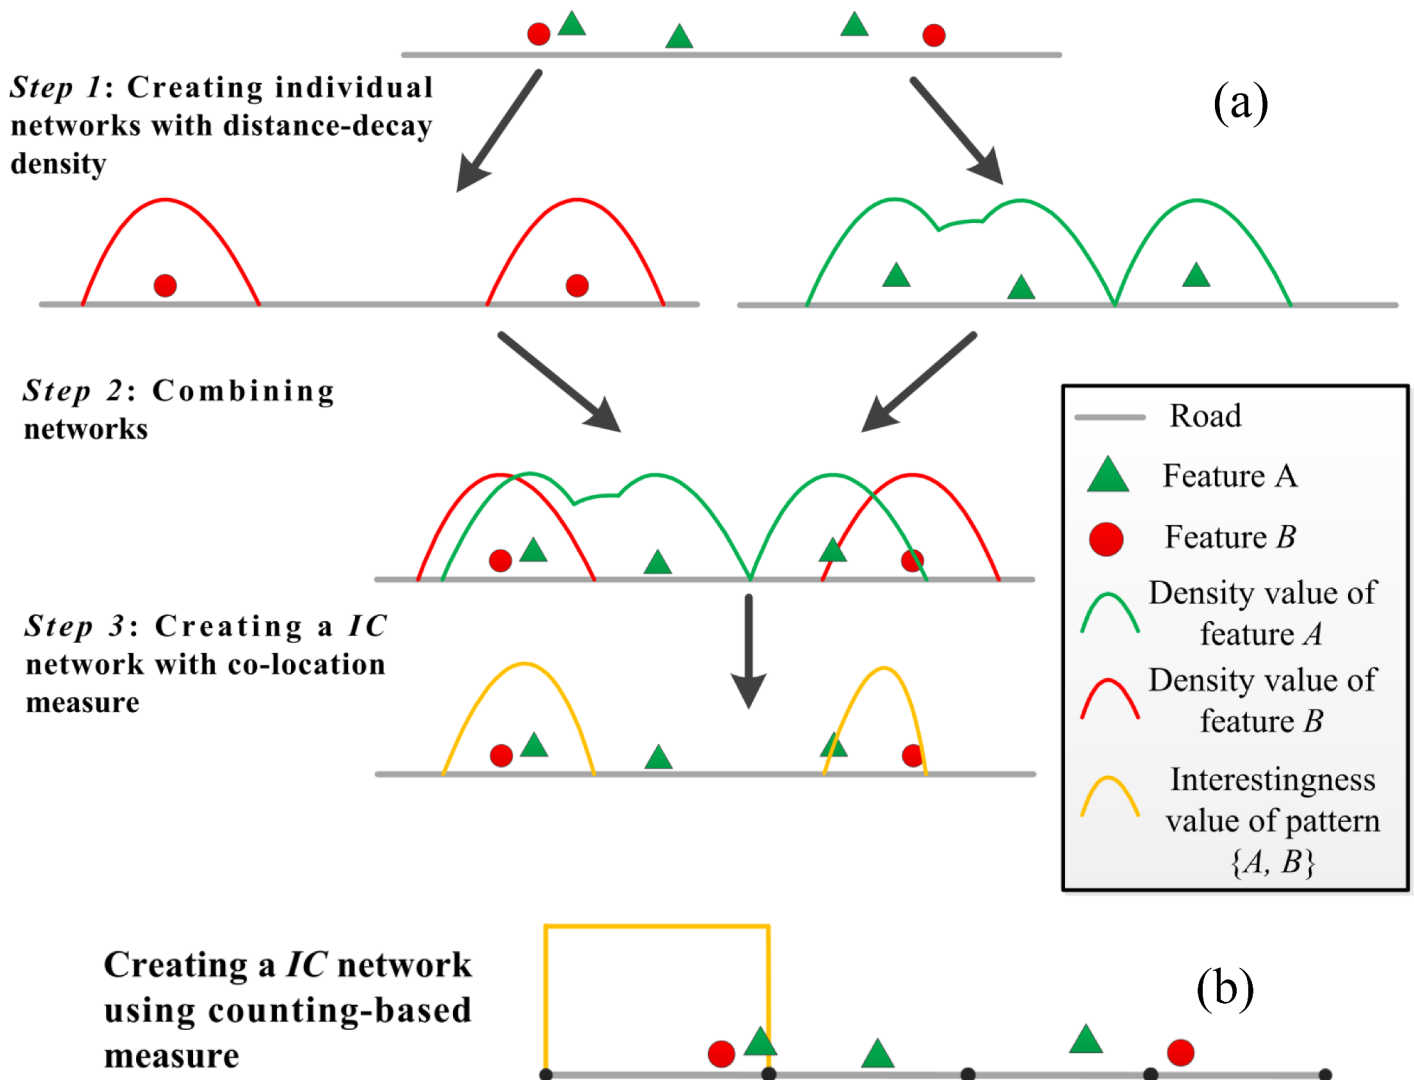 Step 1: Creating individual
networks with distance-decay
density
(a)
Step 2: Combining
networks
Road
Feature A
Feature B
Density value of
feature A
Density value of
feature B
Interestingness
value of pattern
{A, B}
Step 3: Creating a IC
network with co-location
measure
Creating a IC network
using counting-based
measure
(b)